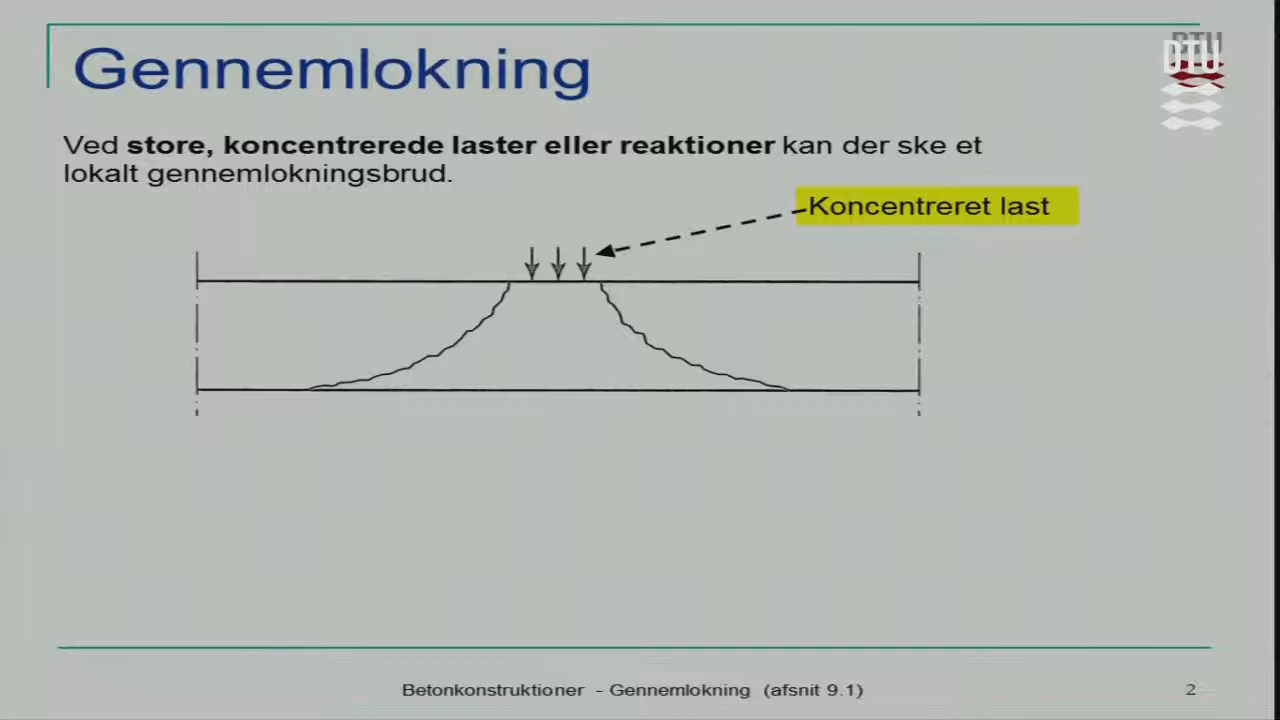 Gennemlokning
DTU
DTU
Ved store, koncentrerede laster eller reaktioner kan der ske et
lokalt gennemlokningsbrud.
Koncentreret last
Betonkonstruktioner - Gennemlokning (afsnit 9.1)
2